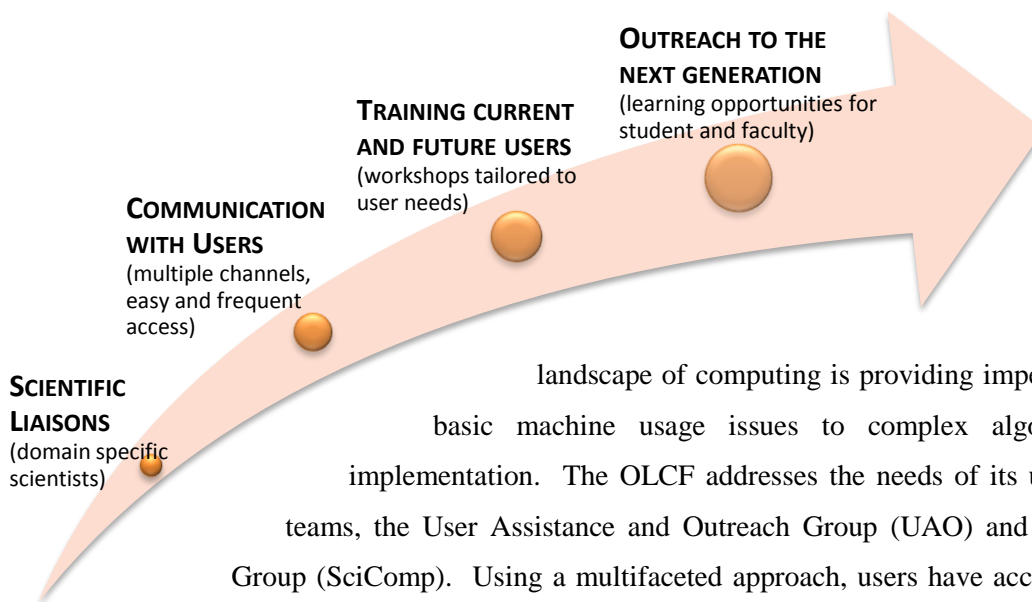 OUTREACH TO THE
NEXT GENERATION
(learning opportunities for
student and faculty)
TRAINING CURRENT
AND FUTURE USERS
(workshops tailored to
user needs)
COMMUNICATION
WITH USERS
(multiple channels,
easy and frequent
access)
SCIENTIFIC
LIAISONS
(domain specific
scientists)
landscape of computing is providing
basic machine usage issues to complex
implementation. The OLCF addresses the needs of its
teams, the User Assistance and Outreach Group (UAO) and
Group (SciComp). Using a multifaceted approach, users have